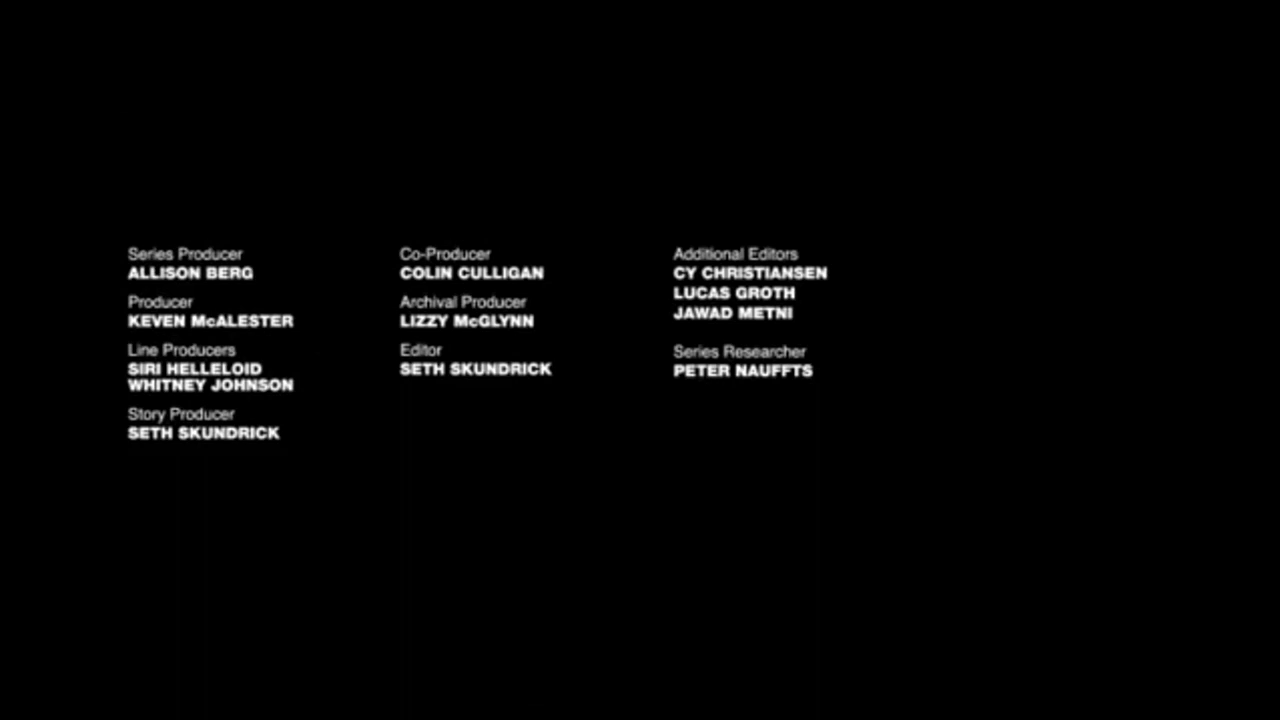 Series Producer
ALLISON BERG
Producer
KEVEN McALESTER
Line Producers
SIRI HELLELOID
WHITNEY JOHNSON
Story Producer
SETH SKUNDRICK
Co-Producer
COLIN CULLIGAN
Archival Producer
LIZZY McGLYNN
Editor
SETH SKUNDRICK
Additional Editors
CY CHRISTIANSEN
LUCAS GROTH
JAWAD METNI
Series Researcher
PETER NAUFFTS